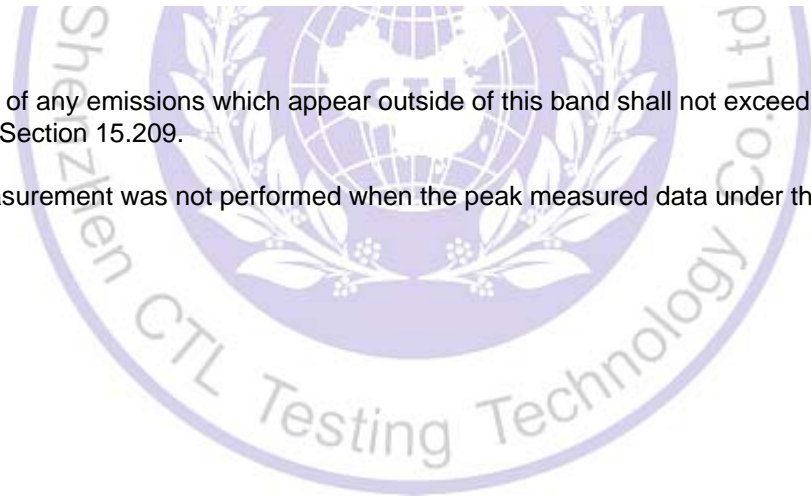 of any emissions which appear outside of this band shall not exceed
Section 15.209.
surement was not performed when the peak measured data under th
Shenzhen CTL Testing Technology Co. Ltd